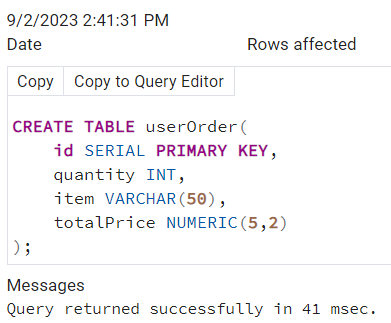 9/2/2023 2:41:31 PM
Date Rows affected
Copy Copy to Query Editor
CREATE TABLE userOrder(
    id SERIAL PRIMARY KEY,
    quantity INT,
    item VARCHAR(50),
    totalPrice NUMERIC(5,2)
);
Messages
Query returned successfully in 41 msec.